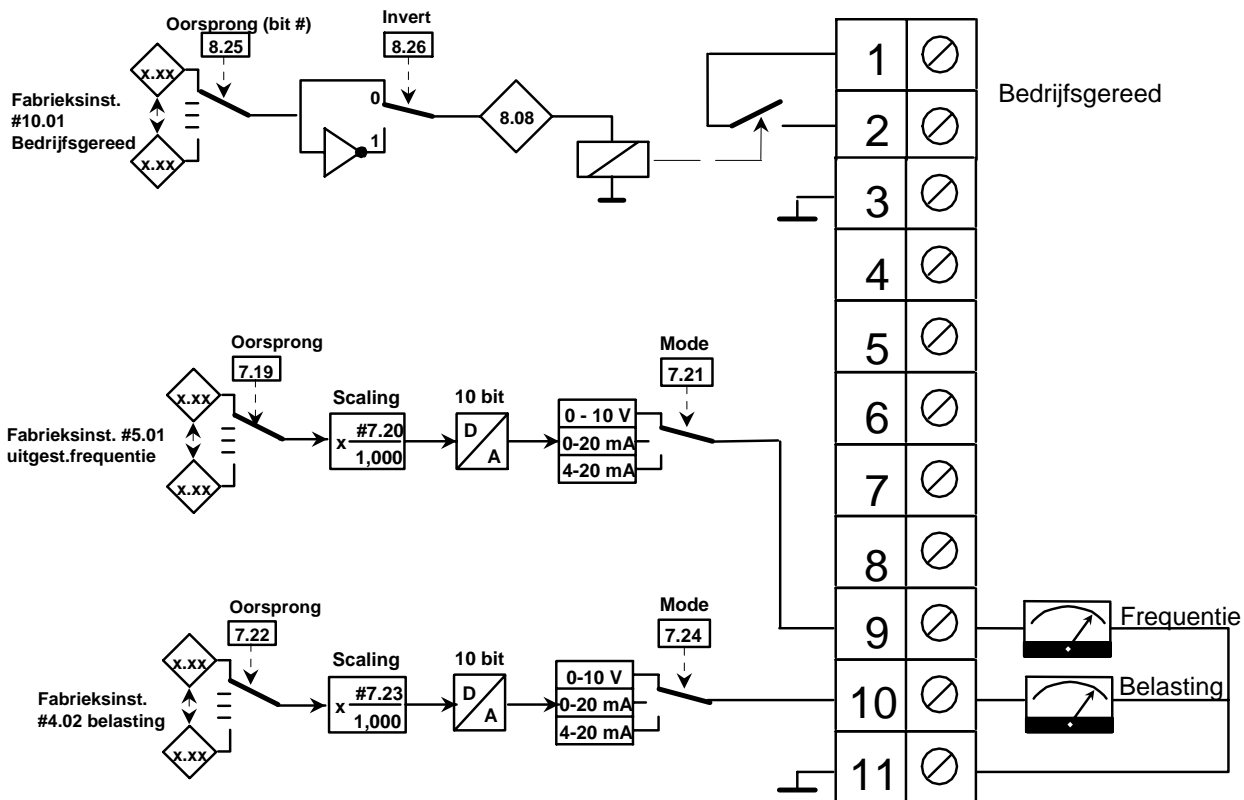 Oorsprong (bit #)
8.25
Invert
8.26
x.xx
x.xx
Fabrieksinst.
#10.01
Bedrijfsgereed
0
1
8.08
1
2
3
4
5
6
7
8
9
10
11
Bedrijfsgereed
Oorsprong
7.19
x.xx
x.xx
Fabrieksinst. #5.01
uitgest.frequentie
Scaling
x #7.20
1,000
10 bit
D
A
0 - 10 V
0-20 mA
4-20 mA
Mode
7.21
Oorsprong
7.22
x.xx
x.xx
Fabrieksinst.
#4.02 belasting
Scaling
x #7.23
1,000
10 bit
D
A
0-10 V
0-20 mA
4-20 mA
Mode
7.24
Frequentie
Belasting